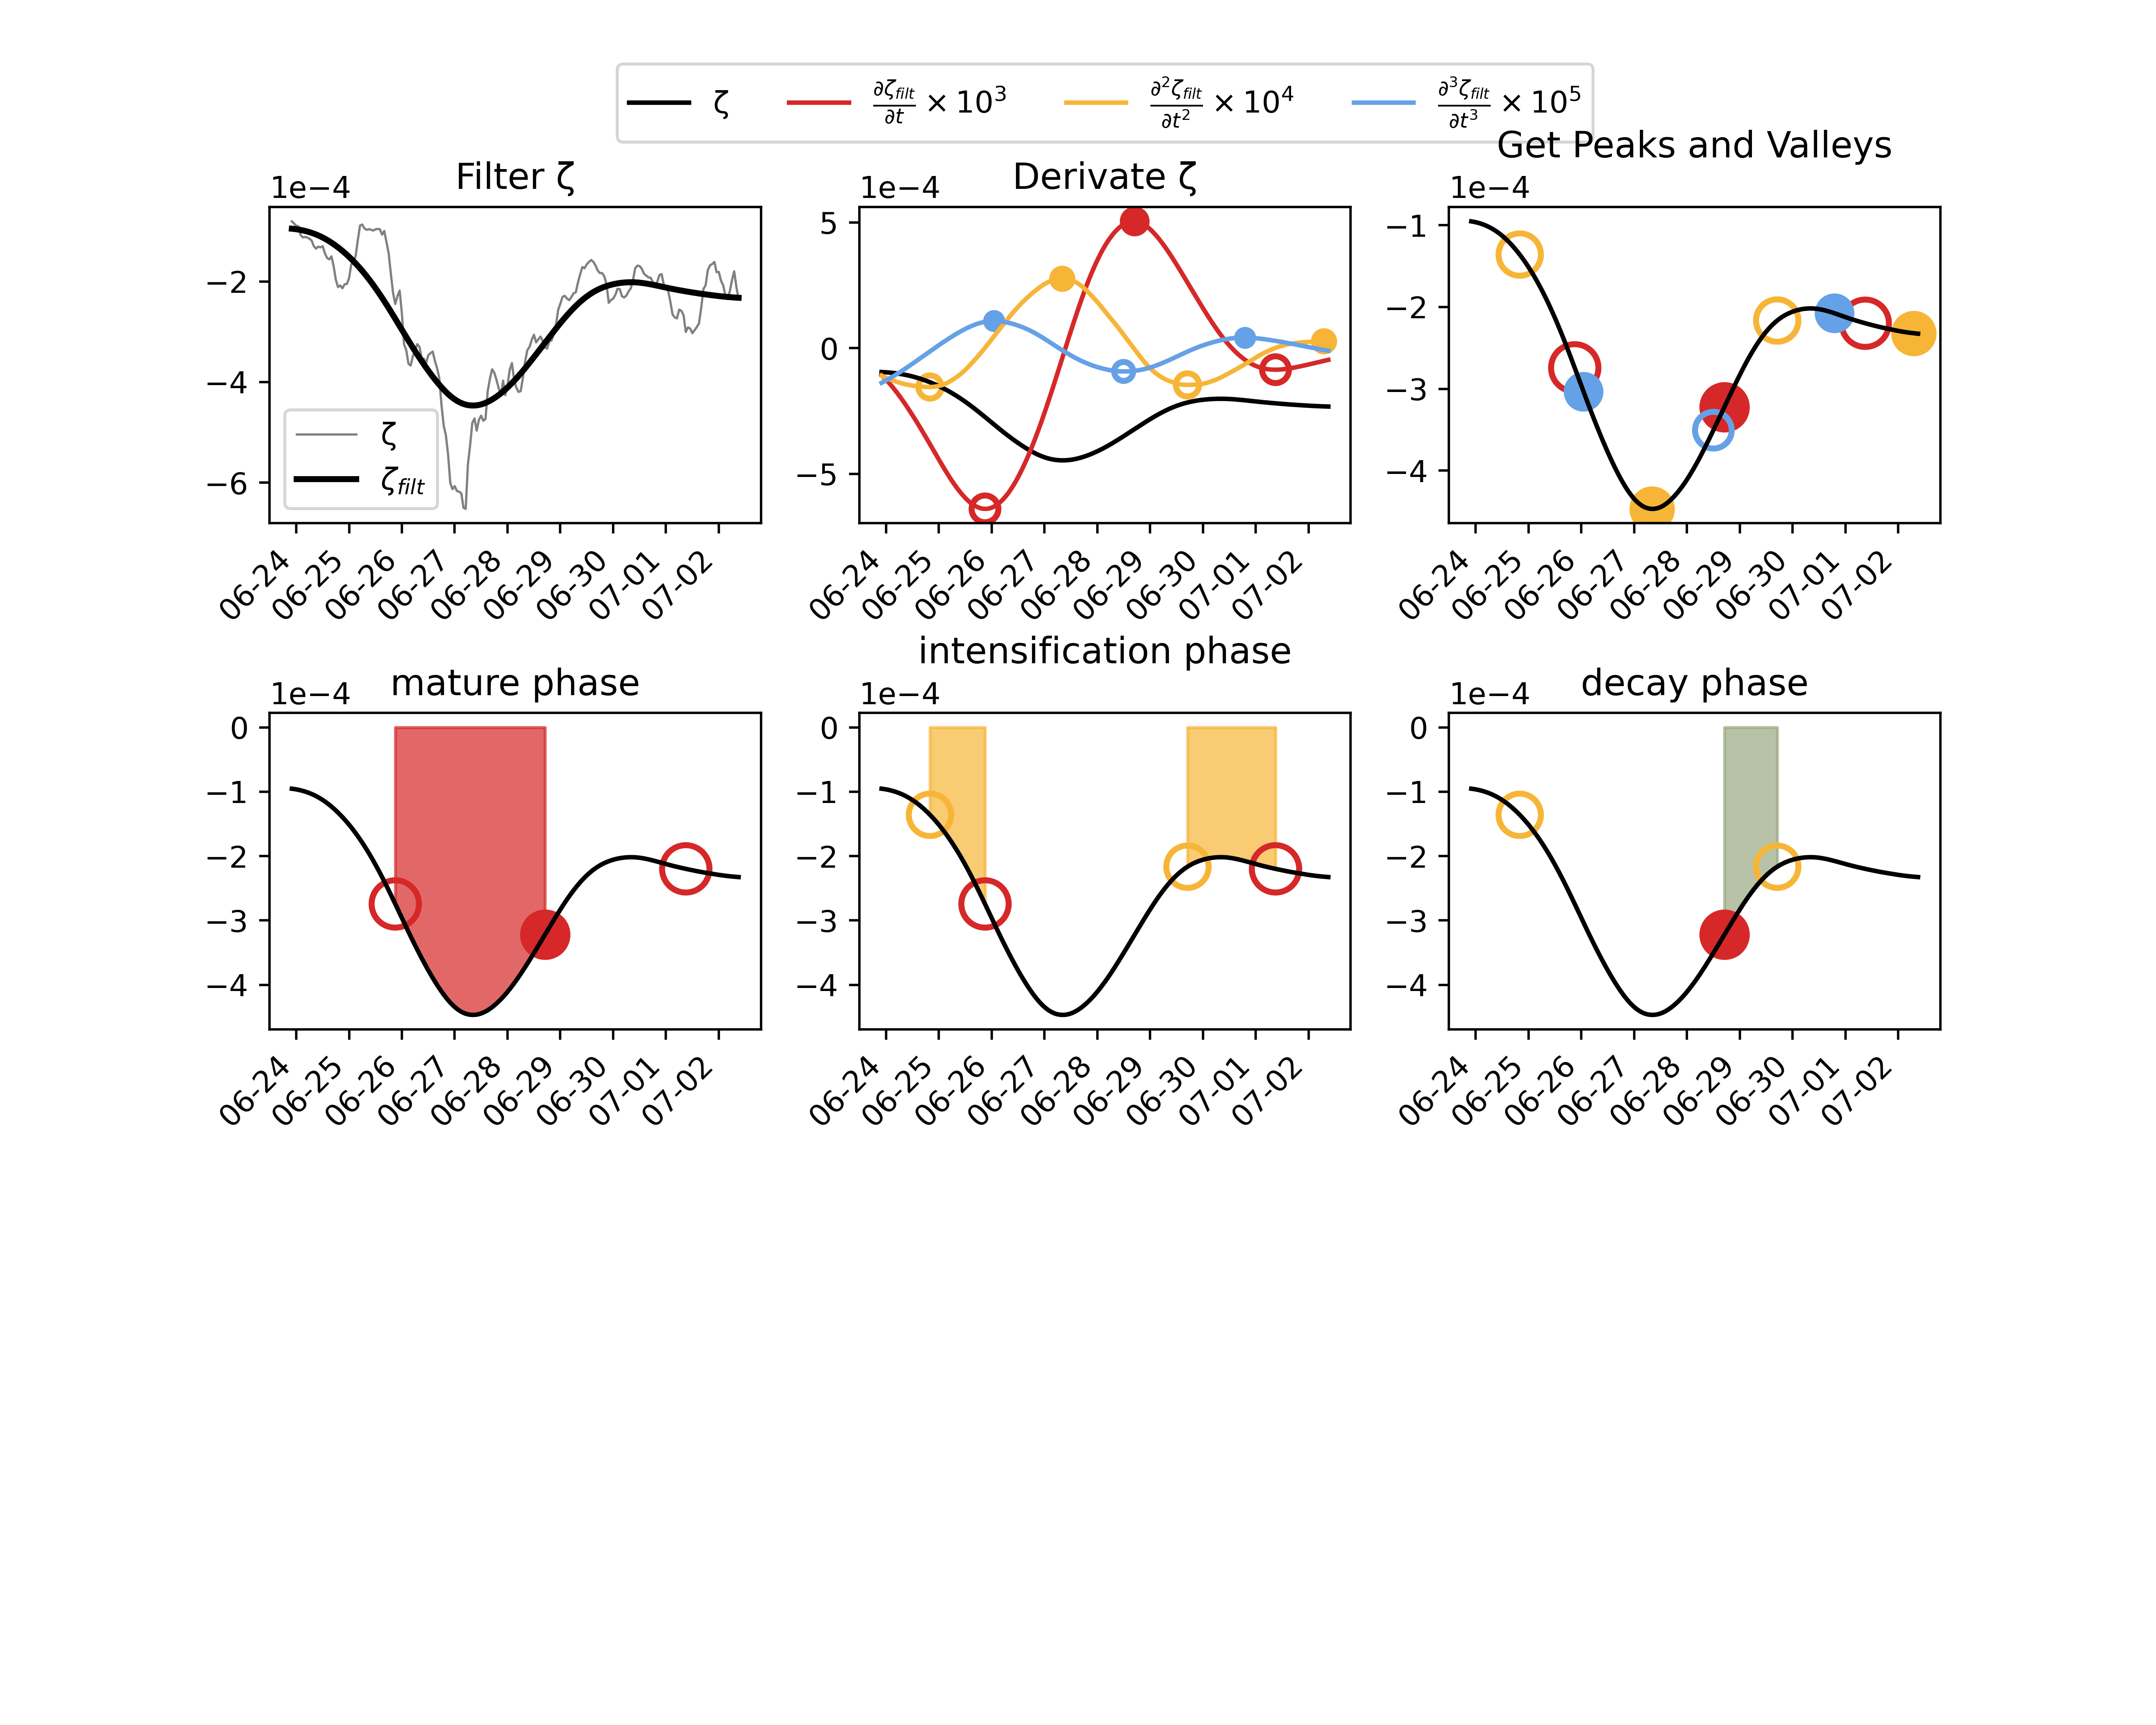 ζ ∂ζ_filt/∂t × 10³ ∂²ζ_filt/∂t² × 10⁴ ∂³ζ_filt/∂t³ × 10⁵
Filter ζ
1e−4
−2
−4
−6
ζ
ζ_filt
06-24 06-25 06-26 06-27 06-28 06-29 06-30 07-01 07-02
Derivate ζ
1e−4
5
0
−5
06-24 06-25 06-26 06-27 06-28 06-29 06-30 07-01 07-02
Get Peaks and Valleys
1e−4
−1
−2
−3
−4
06-24 06-25 06-26 06-27 06-28 06-29 06-30 07-01 07-02
mature phase
1e−4
0
−1
−2
−3
−4
06-24 06-25 06-26 06-27 06-28 06-29 06-30 07-01 07-02
intensification phase
1e−4
0
−1
−2
−3
−4
06-24 06-25 06-26 06-27 06-28 06-29 06-30 07-01 07-02
decay phase
1e−4
0
−1
−2
−3
−4
06-24 06-25 06-26 06-27 06-28 06-29 06-30 07-01 07-02